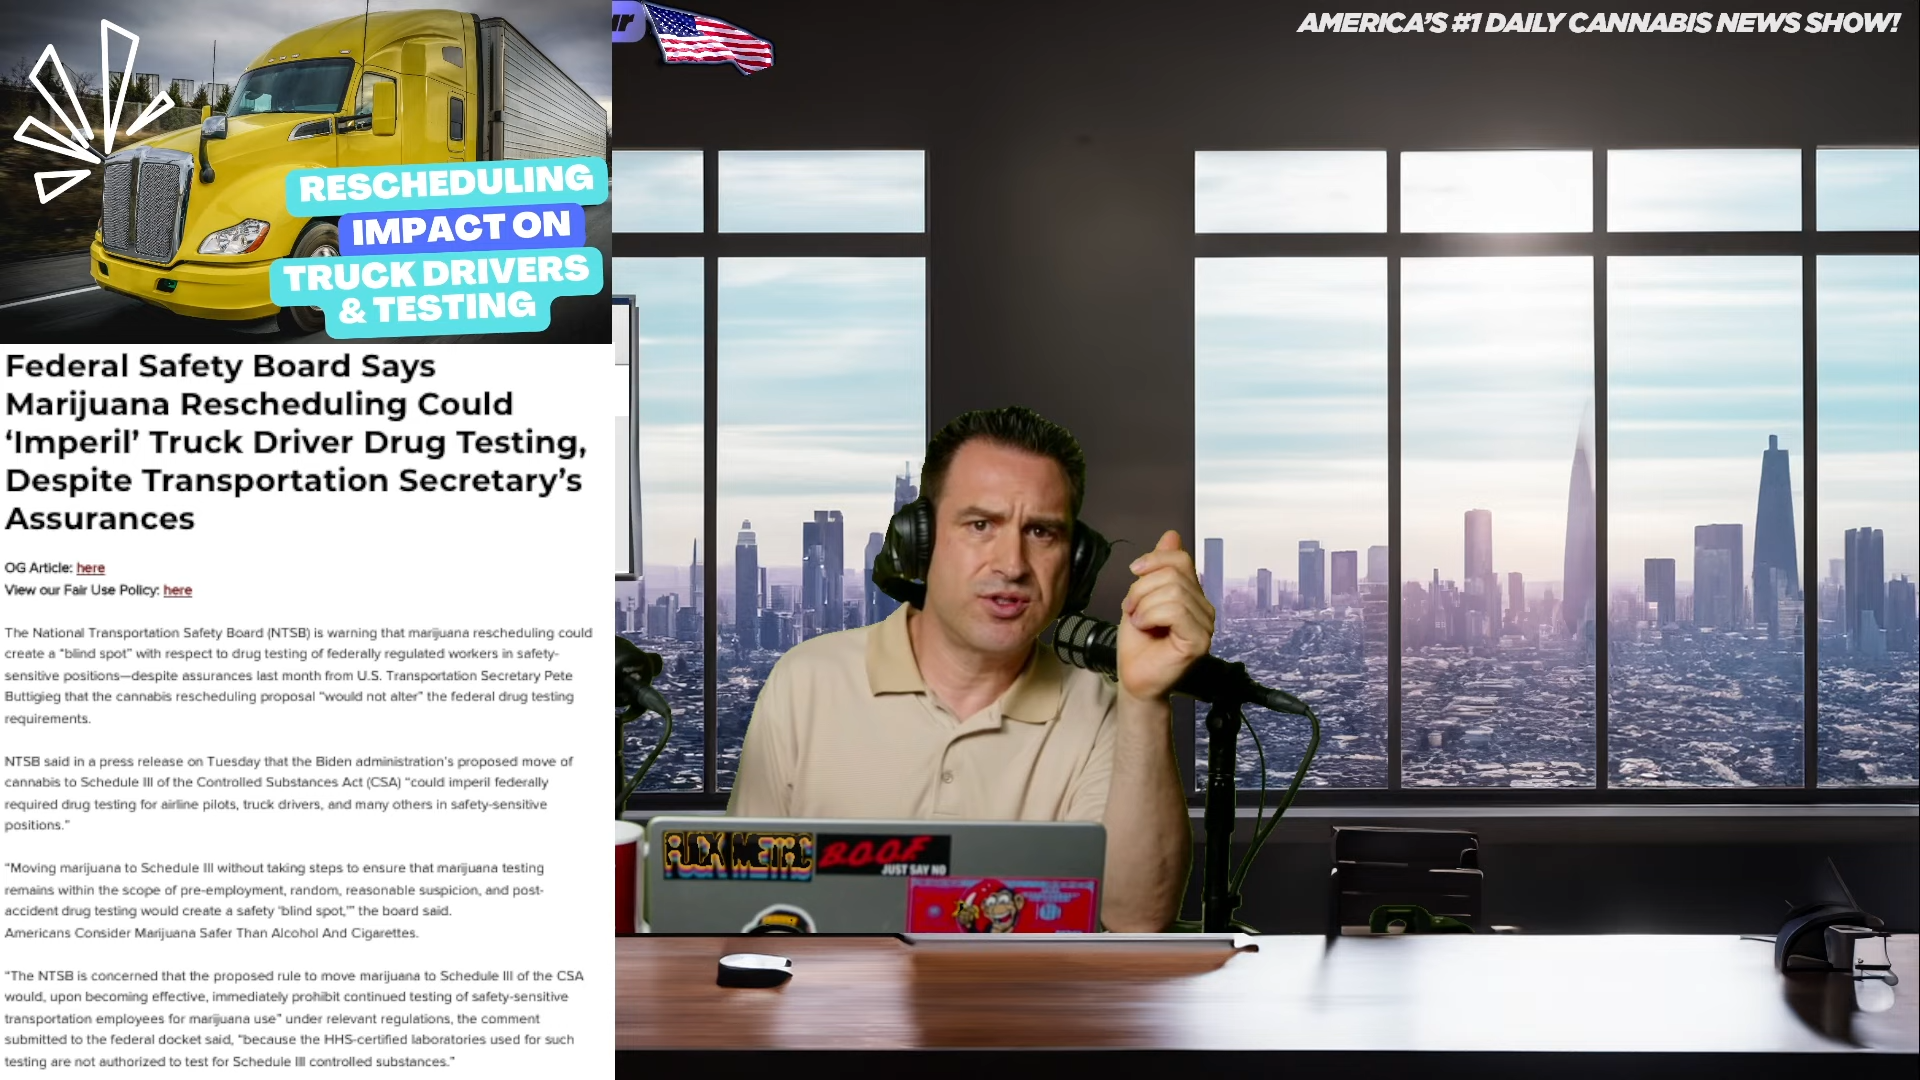 AMERICA'S #1 DAILY CANNABIS NEWS SHOW!
RESCHEDULING
IMPACT ON
TRUCK DRIVERS
& TESTING
Federal Safety Board Says
Marijuana Rescheduling Could
‘Imperil’ Truck Driver Drug Testing,
Despite Transportation Secretary’s
Assurances
OG Article: here
View our Fair Use Policy: here
The National Transportation Safety Board (NTSB) is warning that marijuana rescheduling could
create a “blind spot” with respect to drug testing of federally regulated workers in safety-
sensitive positions—despite assurances last month from U.S. Transportation Secretary Pete
Buttigieg that the cannabis rescheduling proposal “would not alter” the federal drug testing
requirements.
NTSB said in a press release on Tuesday that the Biden administration’s proposed move of
cannabis to Schedule III of the Controlled Substances Act (CSA) “could imperil federally
required drug testing for airline pilots, truck drivers, and many others in safety-sensitive
positions.”
“Moving marijuana to Schedule III without taking steps to ensure that marijuana testing
remains within the scope of pre-employment, random, reasonable suspicion, and post-
accident drug testing would create a safety ‘blind spot,’” the board said.
Americans Consider Marijuana Safer Than Alcohol And Cigarettes.
“The NTSB is concerned that the proposed rule to move marijuana to Schedule III of the CSA
would, upon becoming effective, immediately prohibit continued testing of safety-sensitive
transportation employees for marijuana use” under relevant regulations, the comment
submitted to the federal docket said, “because the HHS-certified laboratories used for such
testing are not authorized to test for Schedule III controlled substances.”
B.O.O.F.
JUST SAY NO